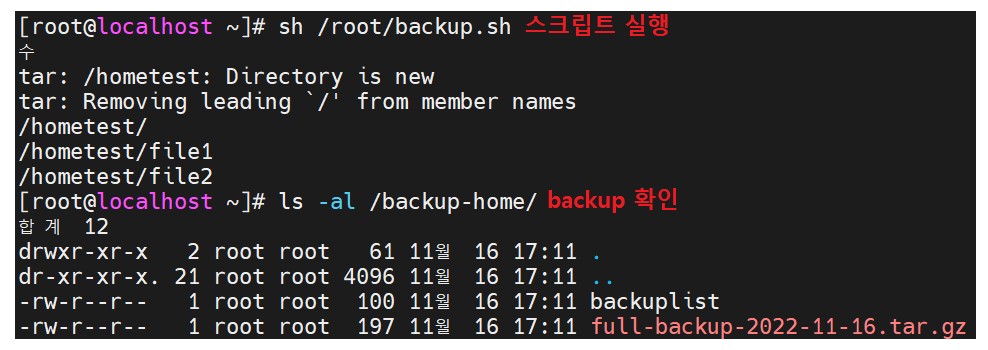 [root@localhost ~]# sh /root/backup.sh 스크립트 실행
수
tar: /hometest: Directory is new
tar: Removing leading `/' from member names
/hometest/
/hometest/file1
/hometest/file2
[root@localhost ~]# ls -al /backup-home/ backup 확인
합계 12
drwxr-xr-x 2 root root 61 11월 16 17:11 .
dr-xr-xr-x. 21 root root 4096 11월 16 17:11 ..
-rw-r--r-- 1 root root 100 11월 16 17:11 backuplist
-rw-r--r-- 1 root root 197 11월 16 17:11 full-backup-2022-11-16.tar.gz